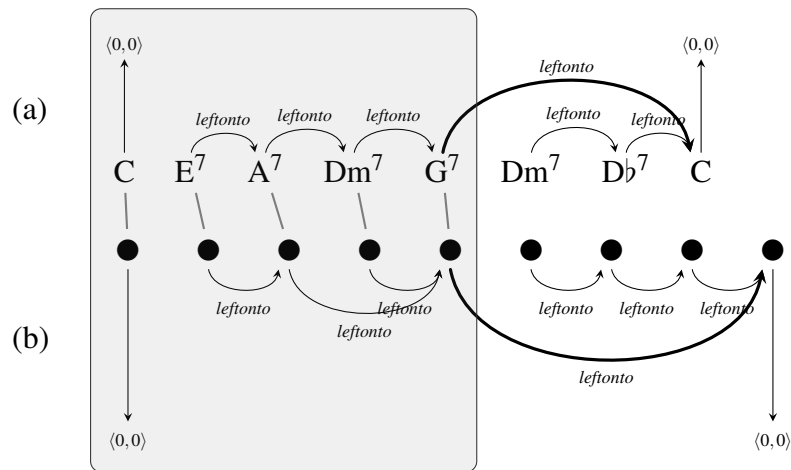 ⟨0,0⟩ ⟨0,0⟩
leftonto
(a) leftonto leftonto leftonto leftonto leftonto
C E⁷ A⁷ Dm⁷ G⁷ Dm⁷ D♭⁷ C
leftonto leftonto leftonto leftonto leftonto
leftonto
(b)
leftonto
⟨0,0⟩ ⟨0,0⟩